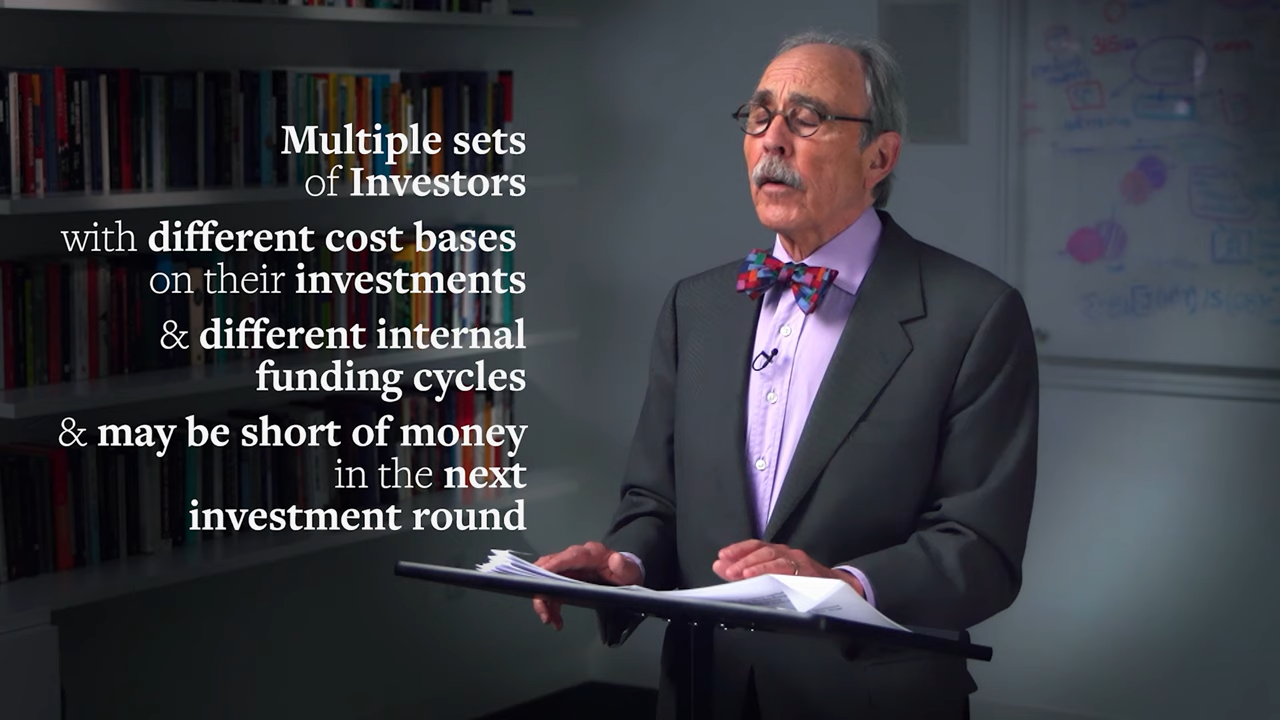 Multiple sets
of Investors
with different cost bases
on their investments
& different internal
funding cycles
& may be short of money
in the next
investment round